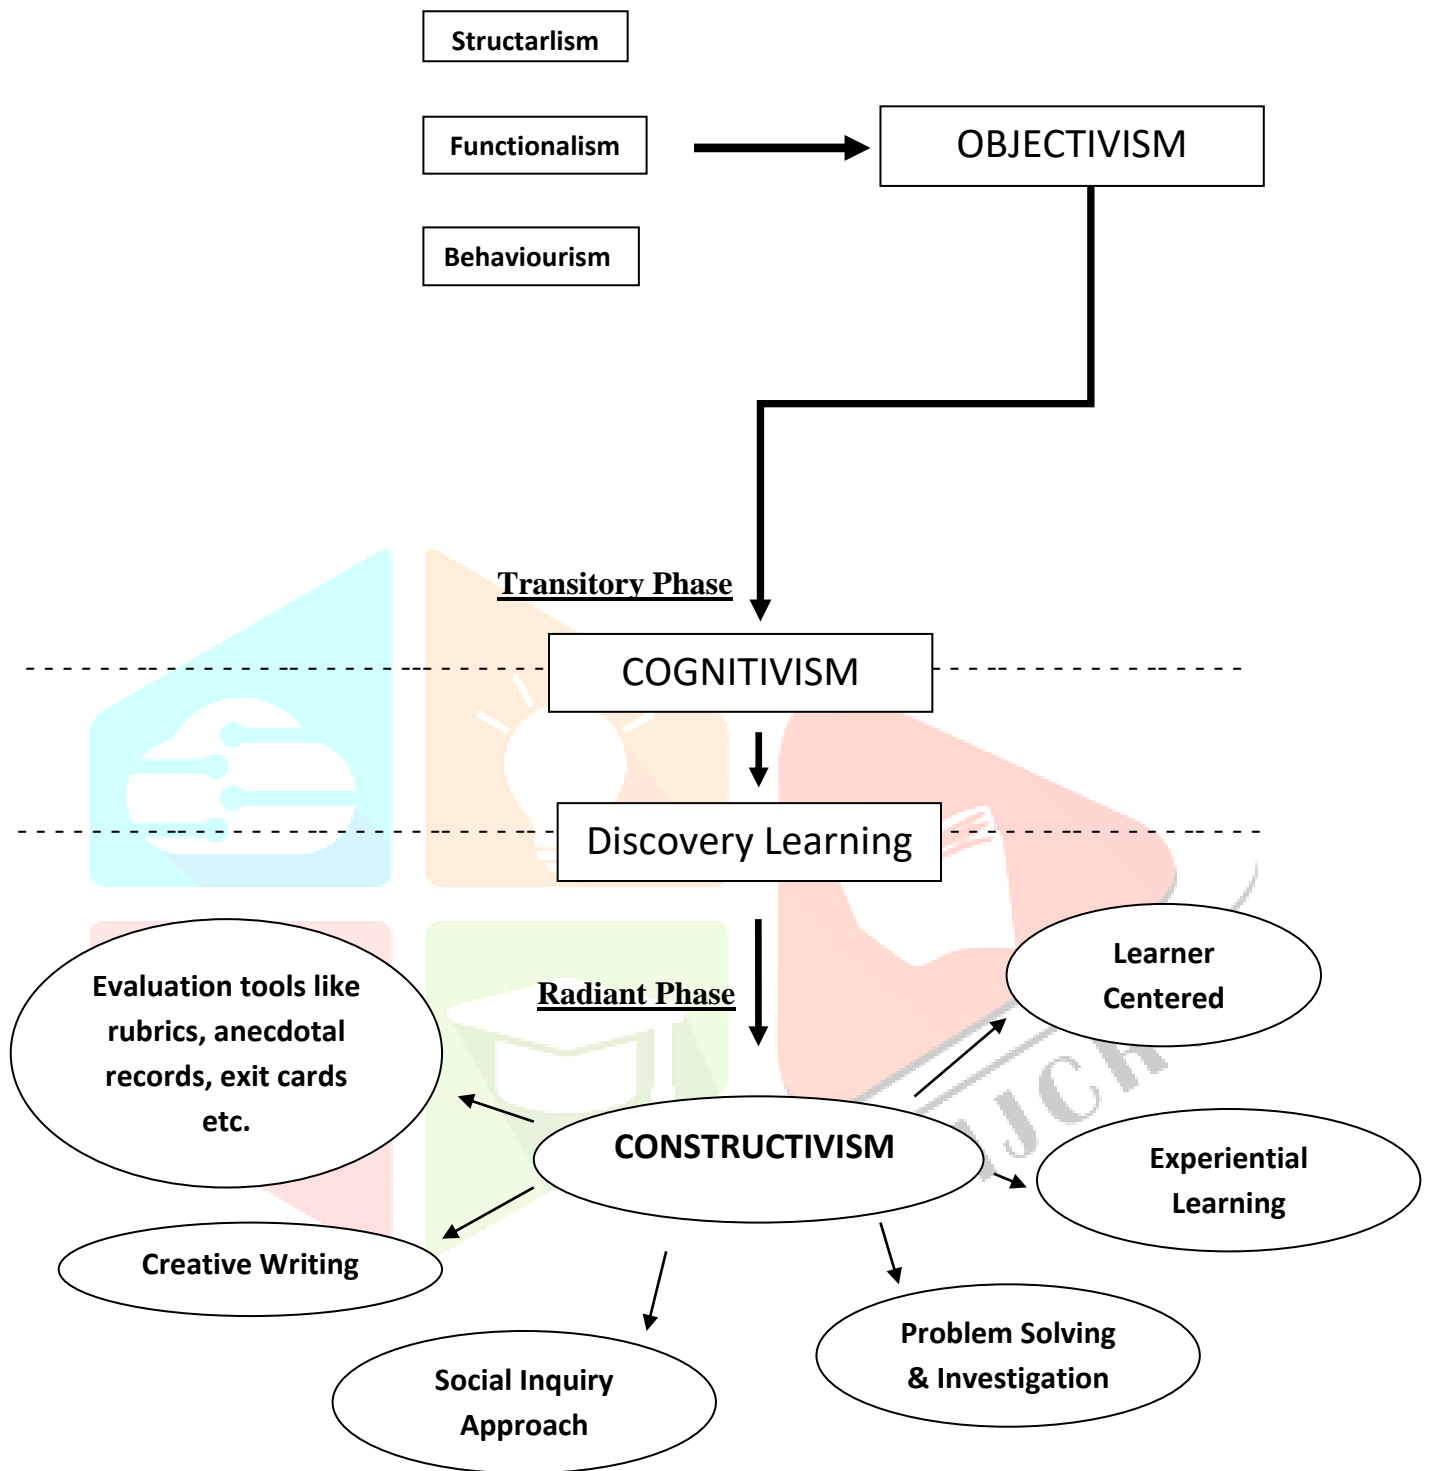 Structarlism
Functionalism
OBJECTIVISM
Behaviourism
Transitory Phase
COGNITIVISM
Discovery Learning
Radiant Phase
Learner
Centered
Evaluation tools like
rubrics, anecdotal
records, exit cards
etc.
CONSTRUCTIVISM
Experiential
Learning
Creative Writing
Problem Solving
& Investigation
Social Inquiry
Approach